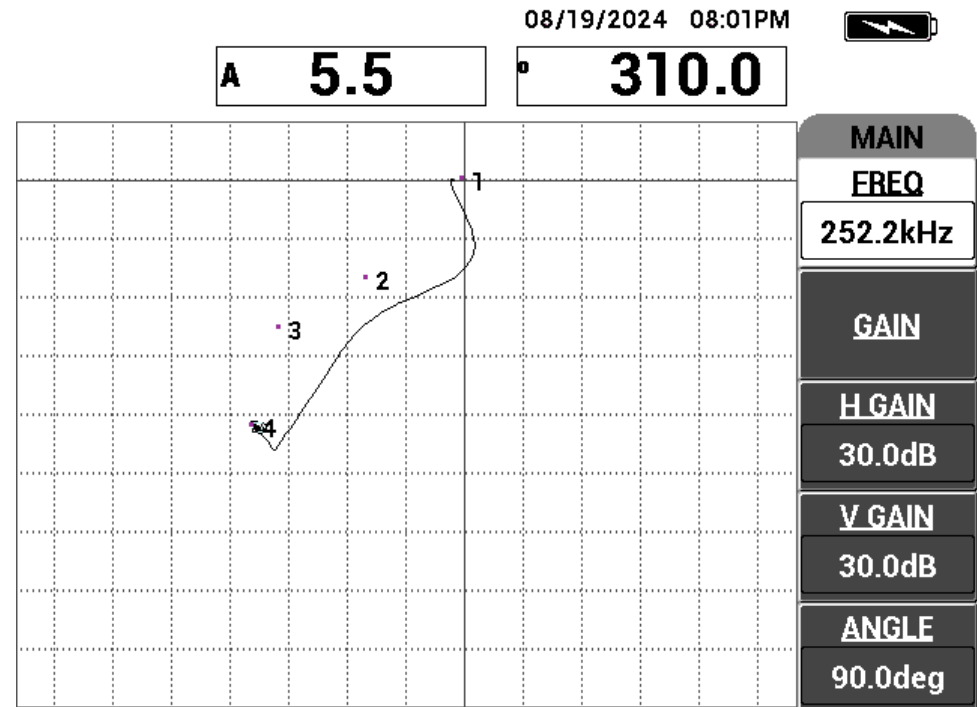 08/19/2024 08:01PM
A 5.5
° 310.0
MAIN
FREQ
252.2kHz
GAIN
H GAIN
30.0dB
V GAIN
30.0dB
ANGLE
90.0deg
1
2
3
4